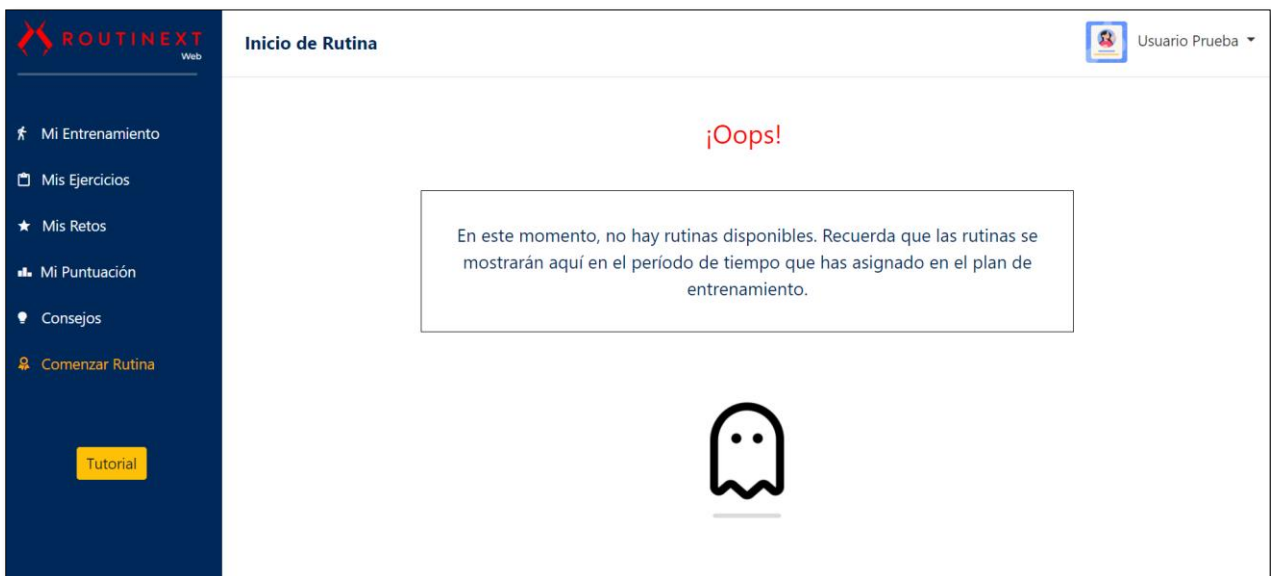 ROUTINEXT
Web
Inicio de Rutina
Usuario Prueba
Mi Entrenamiento
Mis Ejercicios
Mis Retos
Mi Puntuación
Consejos
Comenzar Rutina
Tutorial
¡Oops!
En este momento, no hay rutinas disponibles. Recuerda que las rutinas se
mostrarán aquí en el período de tiempo que has asignado en el plan de
entrenamiento.